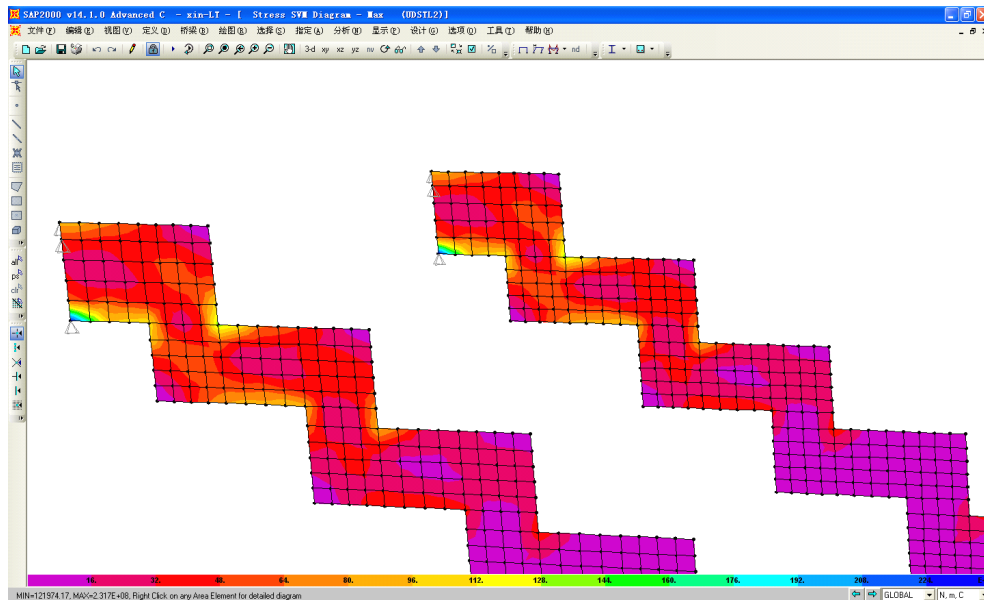 SAP2000 v14.1.0 Advanced C - xin-LT - [ Stress SVM Diagram - Max (UDSTL2)]
文件(F) 编辑(E) 视图(V) 定义(D) 桥梁(B) 绘图(R) 选择(S) 指定(A) 分析(N) 显示(P) 设计(G) 选项(O) 工具(T) 帮助(H)
3-d xy xz yz nv nd
all
ps
clr
16. 32. 48. 64. 80. 96. 112. 128. 144. 160. 176. 192. 208. 224.
MIN=121974.17, MAX=2.317E+08, Right Click on any Area Element for detailed diagram GLOBAL N, m, C